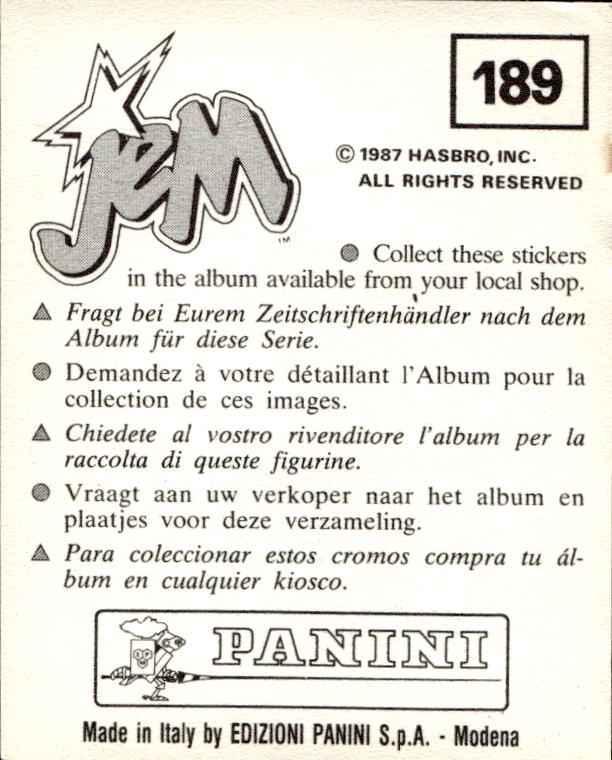 189
JEM
™
© 1987 HASBRO, INC.
ALL RIGHTS RESERVED
Collect these stickers
in the album available from your local shop.
Fragt bei Eurem Zeitschriftenhändler nach dem
Album für diese Serie.
Demandez à votre détaillant l'Album pour la
collection de ces images.
Chiedete al vostro rivenditore l'album per la
raccolta di queste figurine.
Vraagt aan uw verkoper naar het album en
plaatjes voor deze verzameling.
Para coleccionar estos cromos compra tu ál-
bum en cualquier kiosco.
PANINI
Made in Italy by EDIZIONI PANINI S.p.A. - Modena